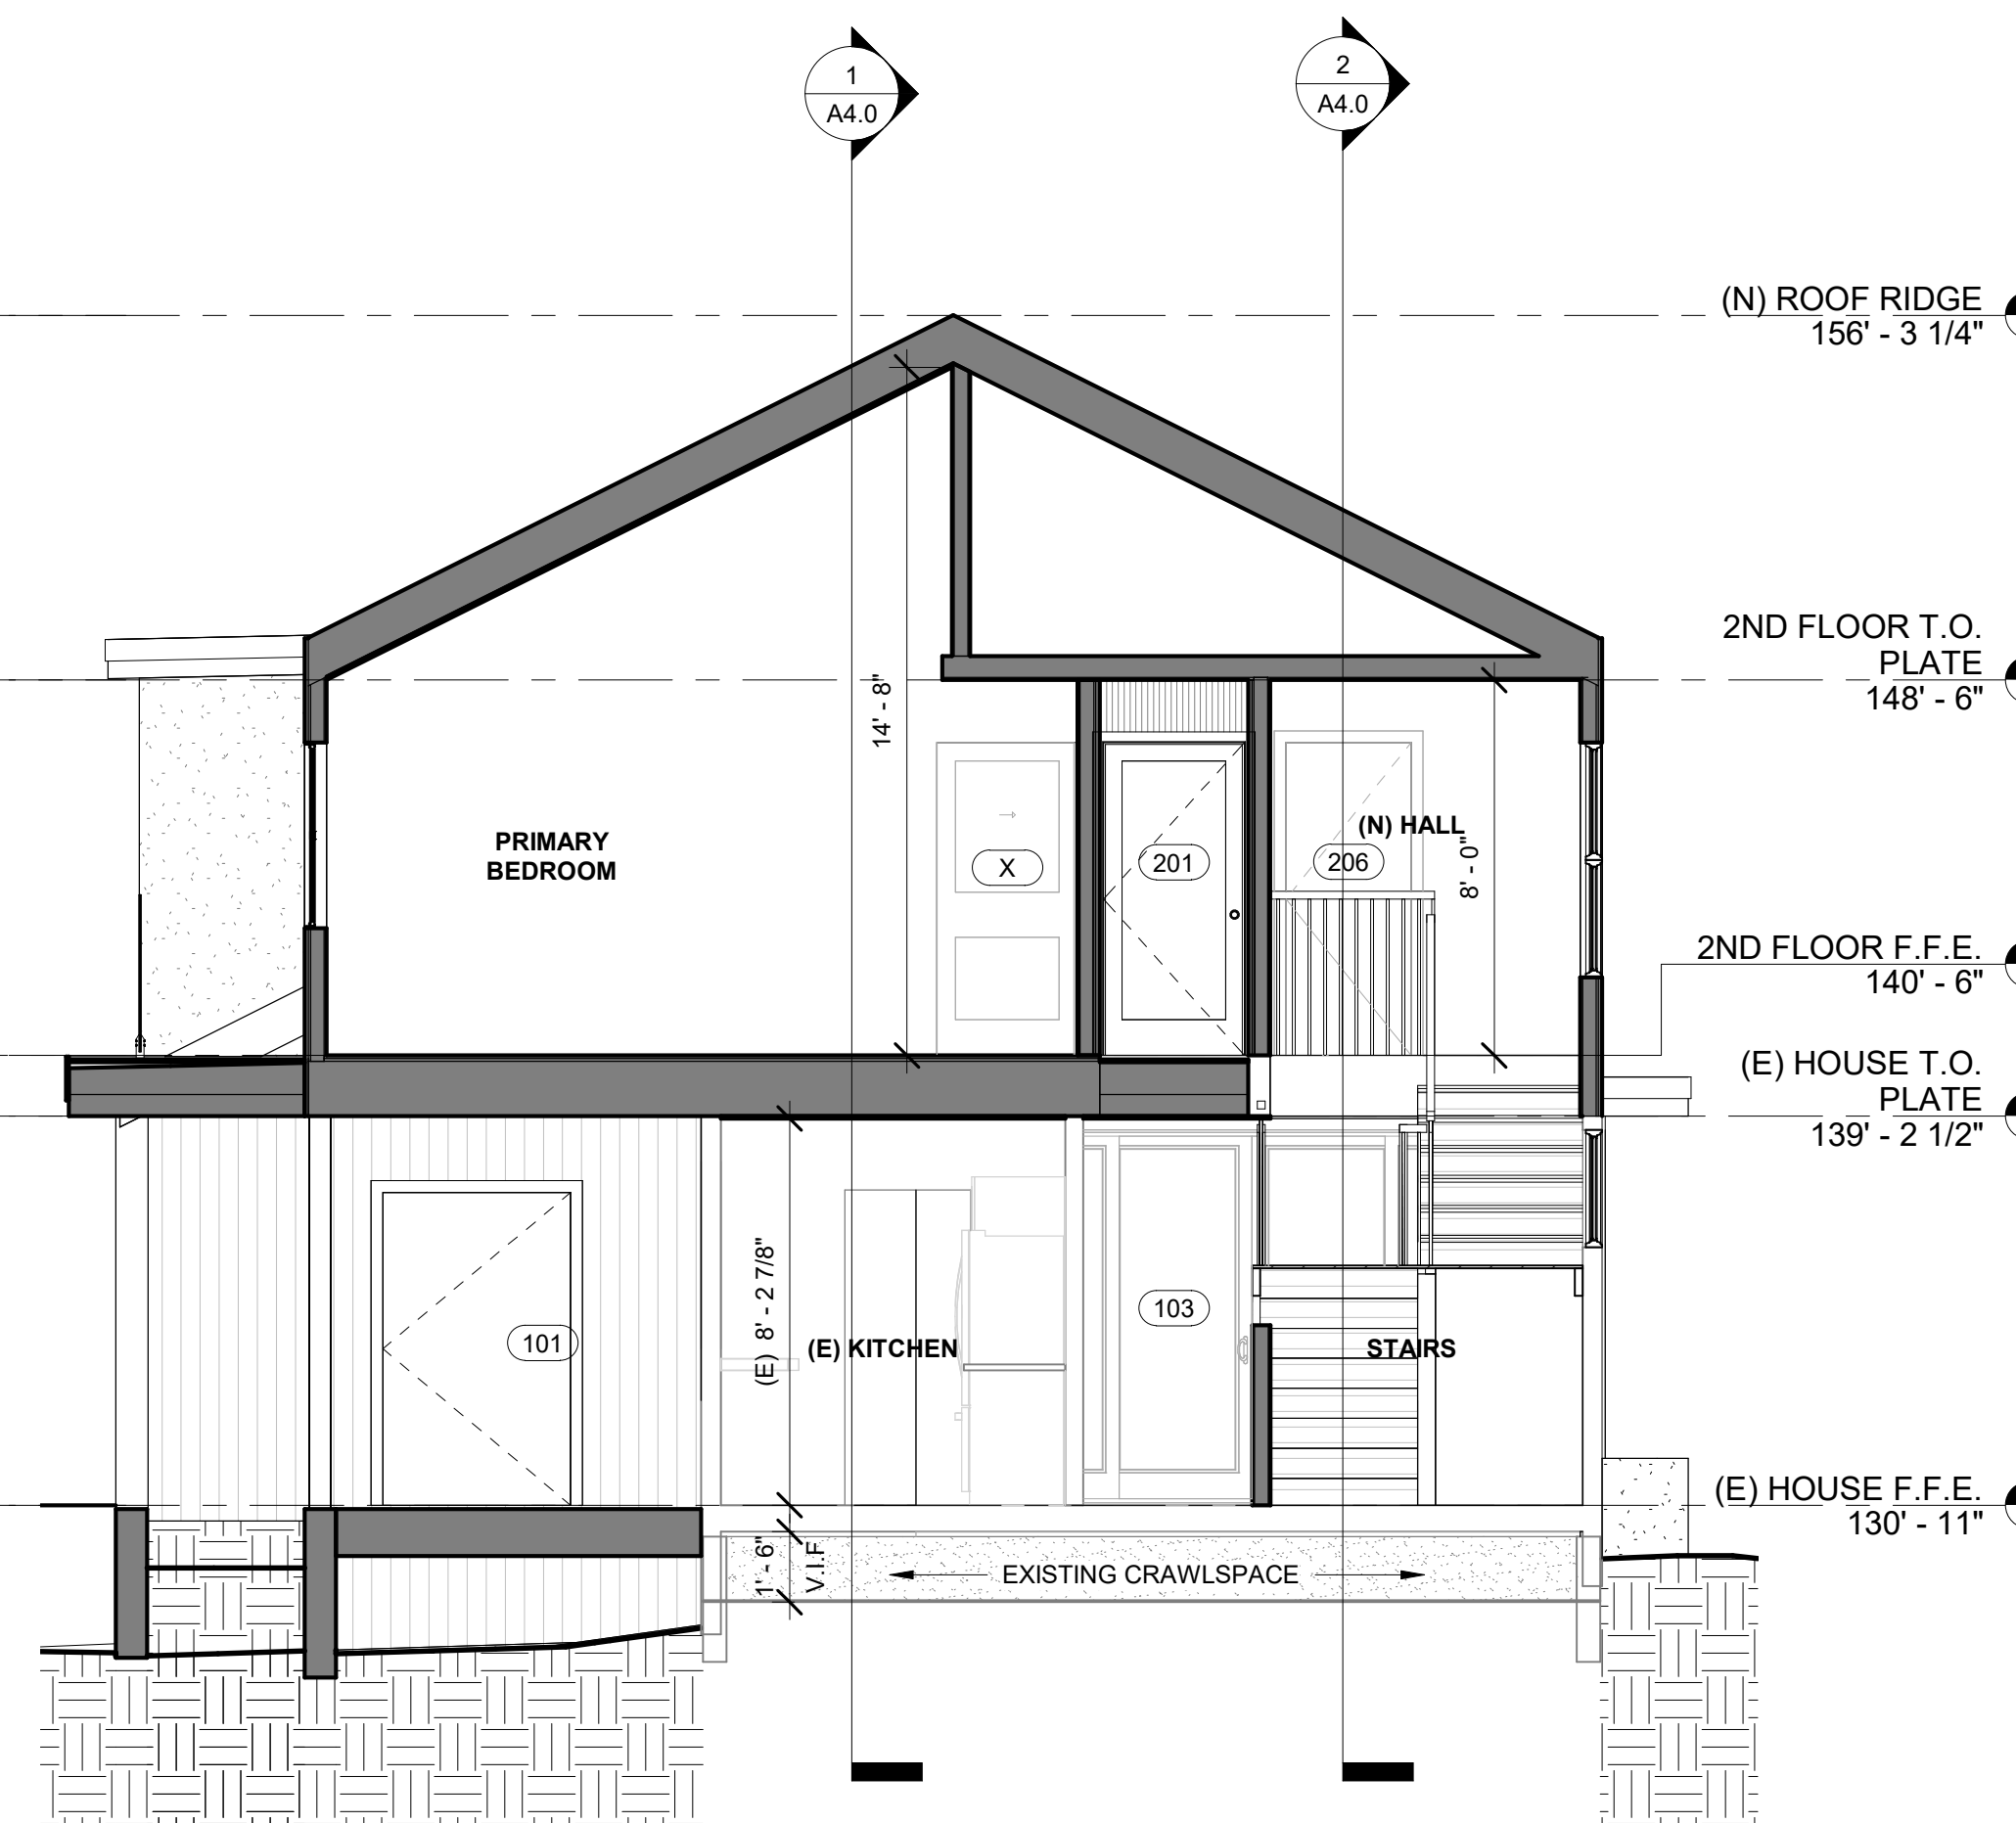 1
A4.0
2
A4.0
(N) ROOF RIDGE
156' - 3 1/4"
2ND FLOOR T.O.
PLATE
148' - 6"
14' - 8"
PRIMARY
BEDROOM
X
201
(N) HALL
206
8' - 0"
2ND FLOOR F.F.E.
140' - 6"
(E) HOUSE T.O.
PLATE
139' - 2 1/2"
(E) 8' - 2 7/8"
101
(E) KITCHEN
103
STAIRS
(E) HOUSE F.F.E.
130' - 11"
1' - 6"
V.I.F
EXISTING CRAWLSPACE